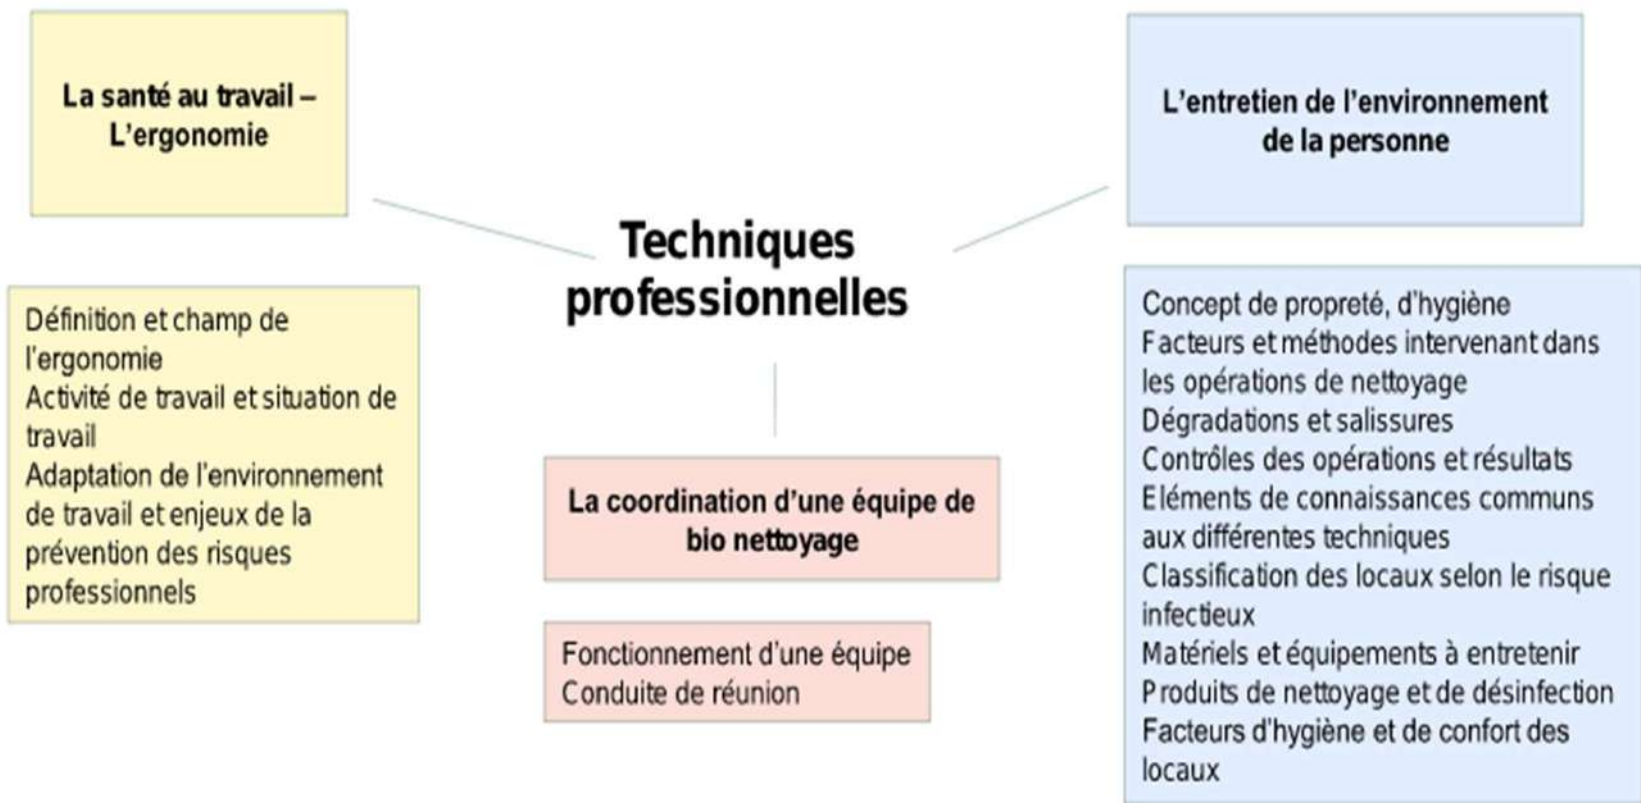 La santé au travail –
L'ergonomie
L'entretien de l'environnement
de la personne
Techniques
professionnelles
Définition et champ de
l'ergonomie
Activité de travail et situation de
travail
Adaptation de l'environnement
de travail et enjeux de la
prévention des risques
professionnels
La coordination d'une équipe de
bio nettoyage
Fonctionnement d'une équipe
Conduite de réunion
Concept de propreté, d'hygiène
Facteurs et méthodes intervenant dans
les opérations de nettoyage
Dégradations et salissures
Contrôles des opérations et résultats
Eléments de connaissances communs
aux différentes techniques
Classification des locaux selon le risque
infectieux
Matériels et équipements à entretenir
Produits de nettoyage et de désinfection
Facteurs d'hygiène et de confort des
locaux